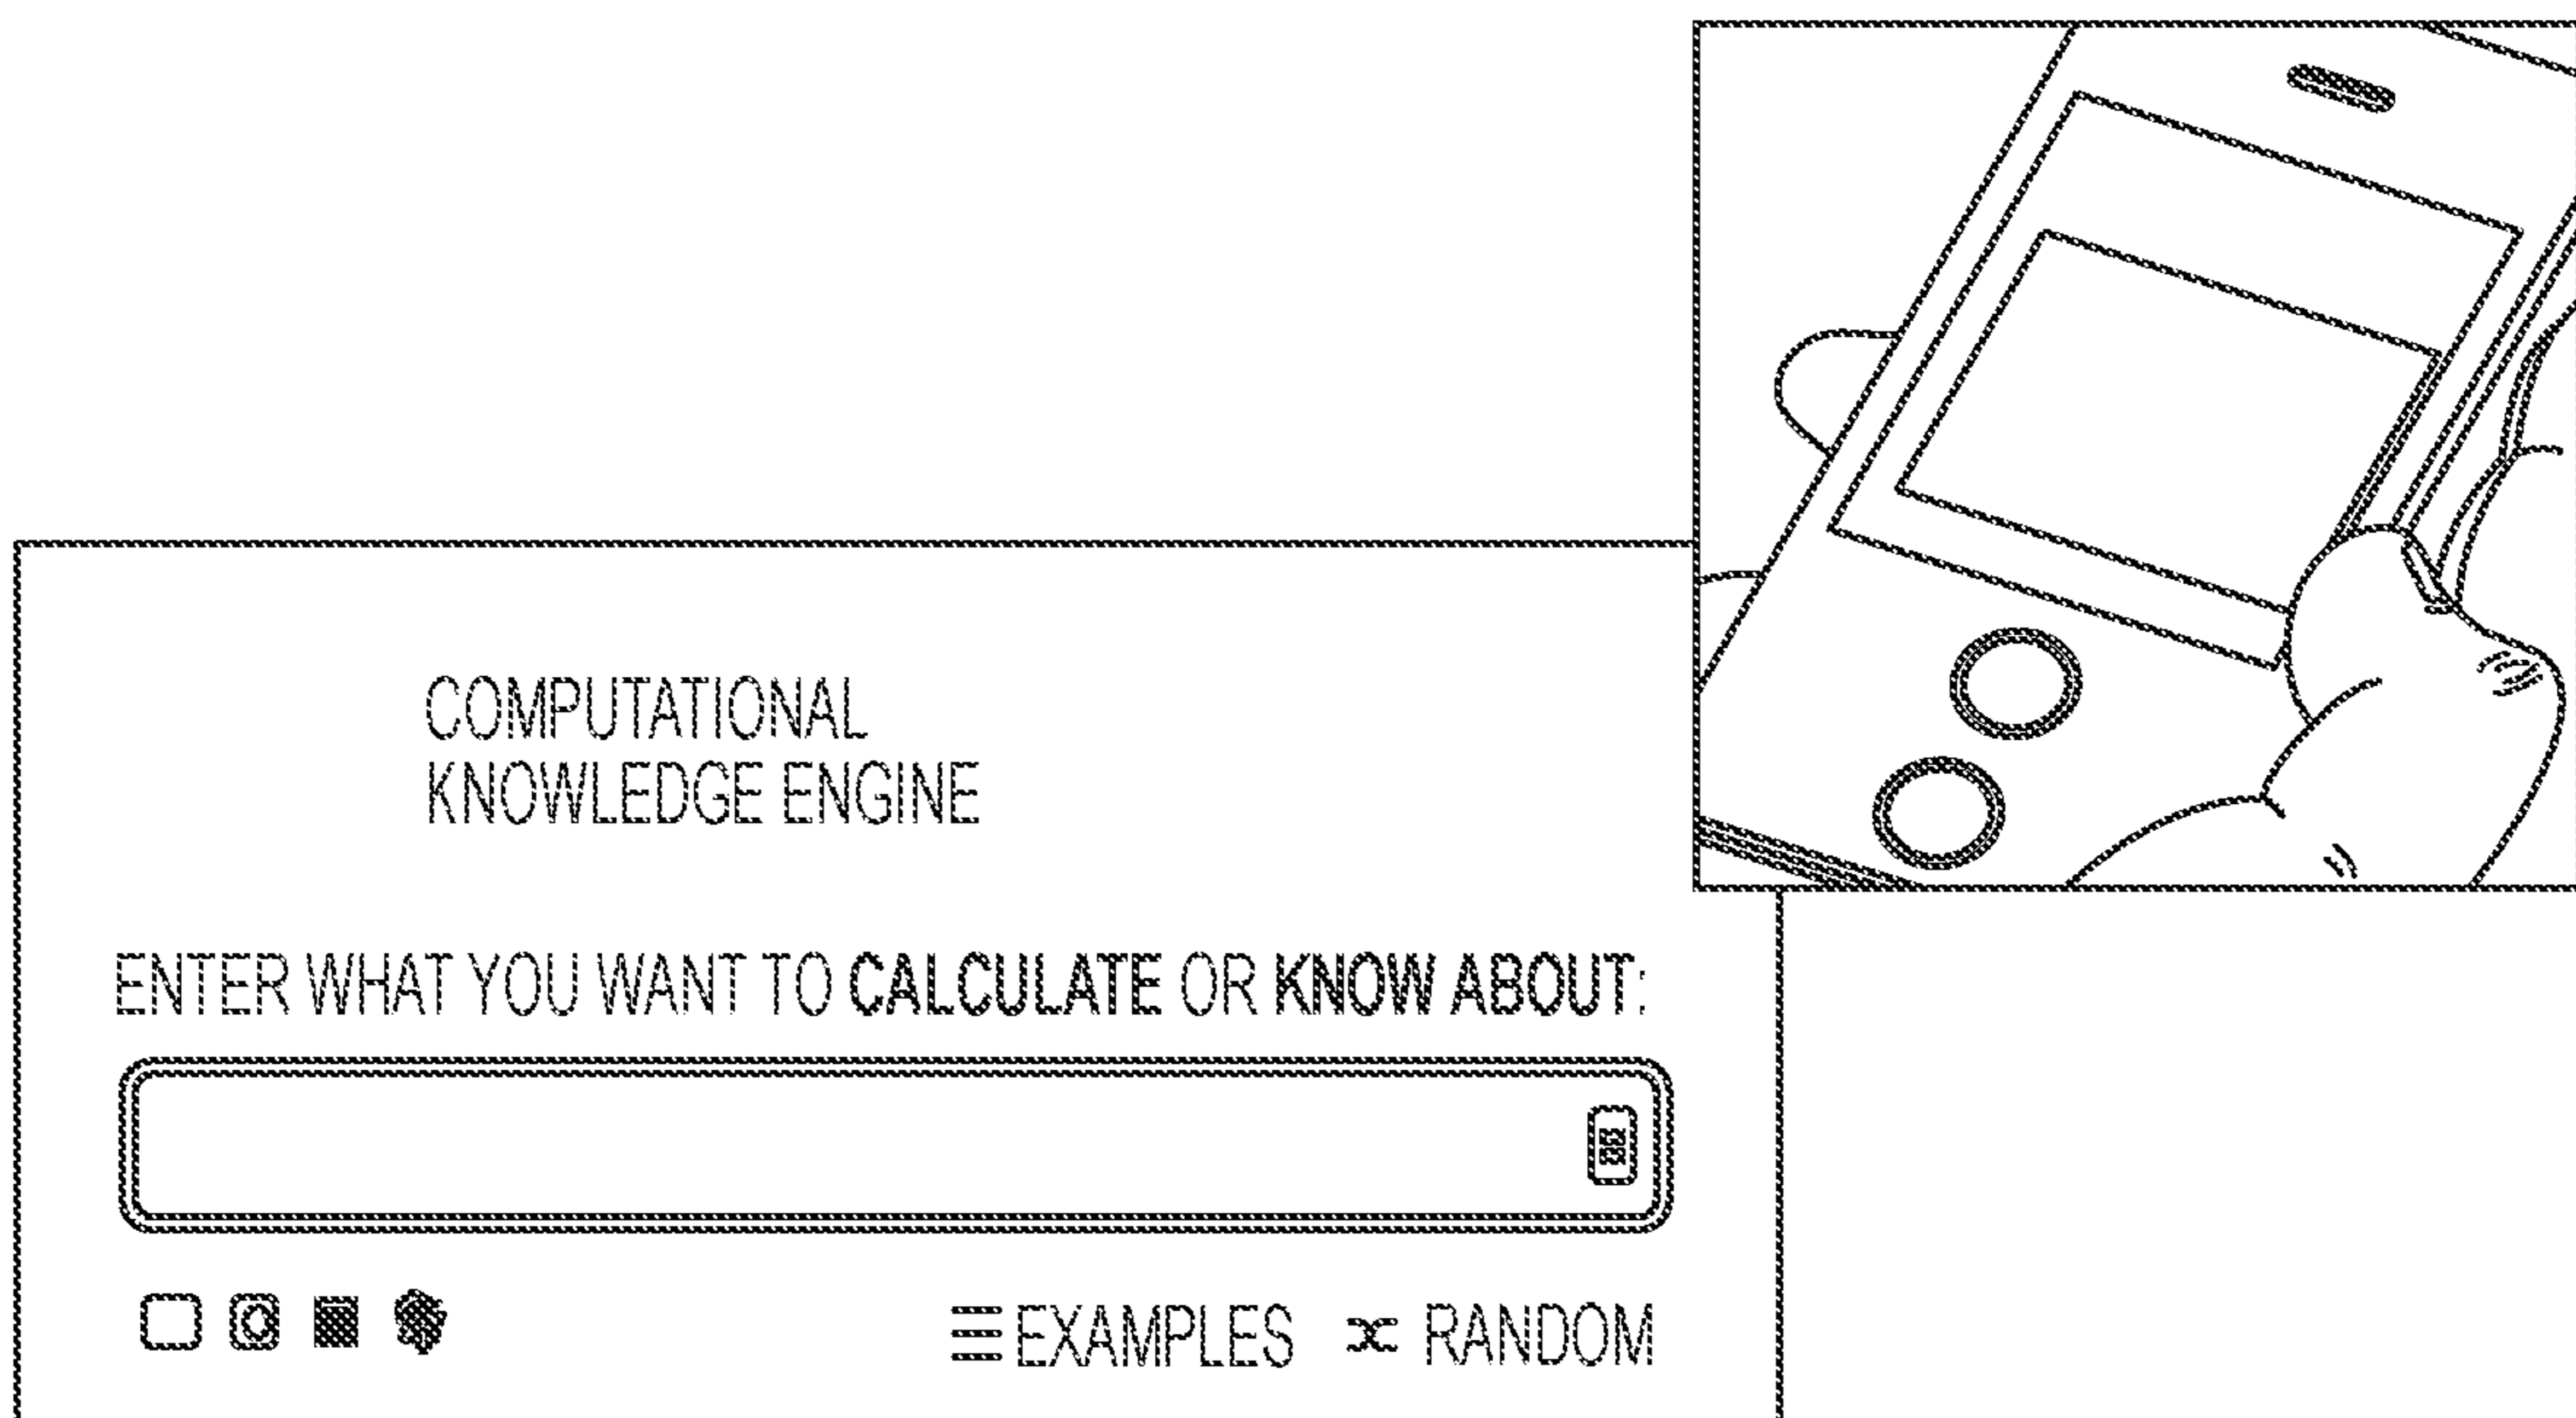 COMPUTATIONAL
KNOWLEDGE ENGINE
ENTER WHAT YOU WANT TO CALCULATE OR KNOW ABOUT:
EXAMPLES RANDOM